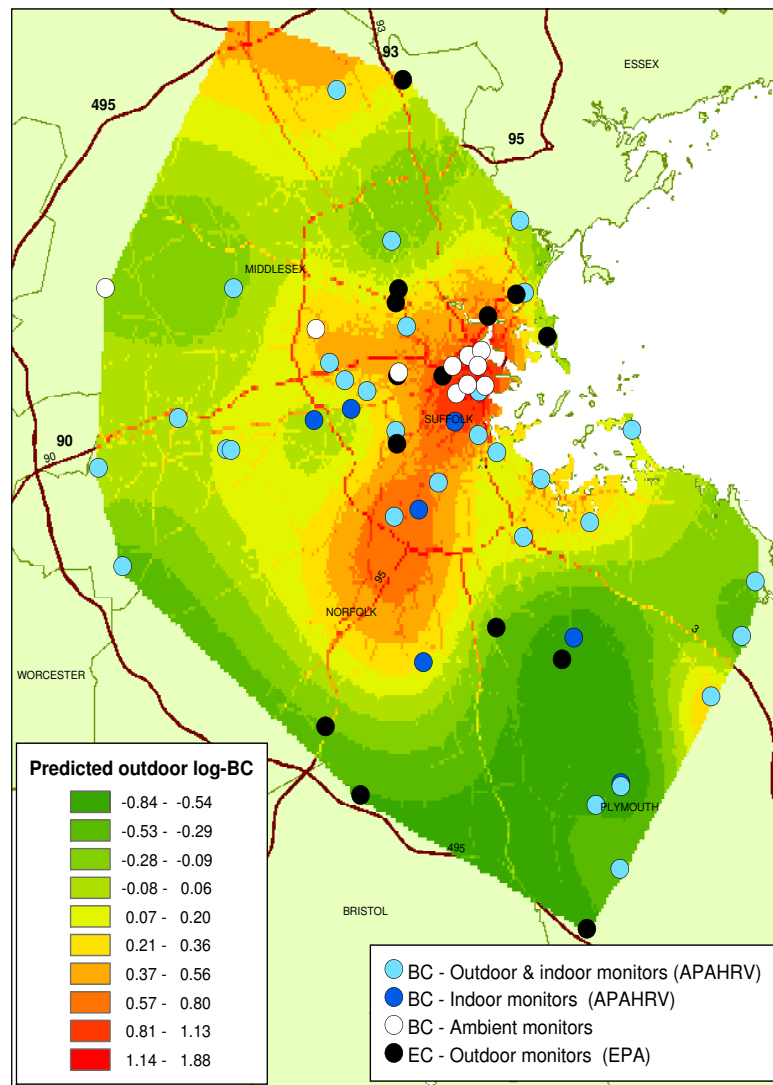 93
93
ESSEX
495
95
MIDDLESEX
SUFFOLK
90
90
95
NORFOLK
3
WORCESTER
PLYMOUTH
495
BRISTOL
Predicted outdoor log-BC
-0.84 - -0.54
-0.53 - -0.29
-0.28 - -0.09
-0.08 - 0.06
0.07 - 0.20
0.21 - 0.36
0.37 - 0.56
0.57 - 0.80
0.81 - 1.13
1.14 - 1.88
BC - Outdoor & indoor monitors (APAHRV)
BC - Indoor monitors (APAHRV)
BC - Ambient monitors
EC - Outdoor monitors (EPA)